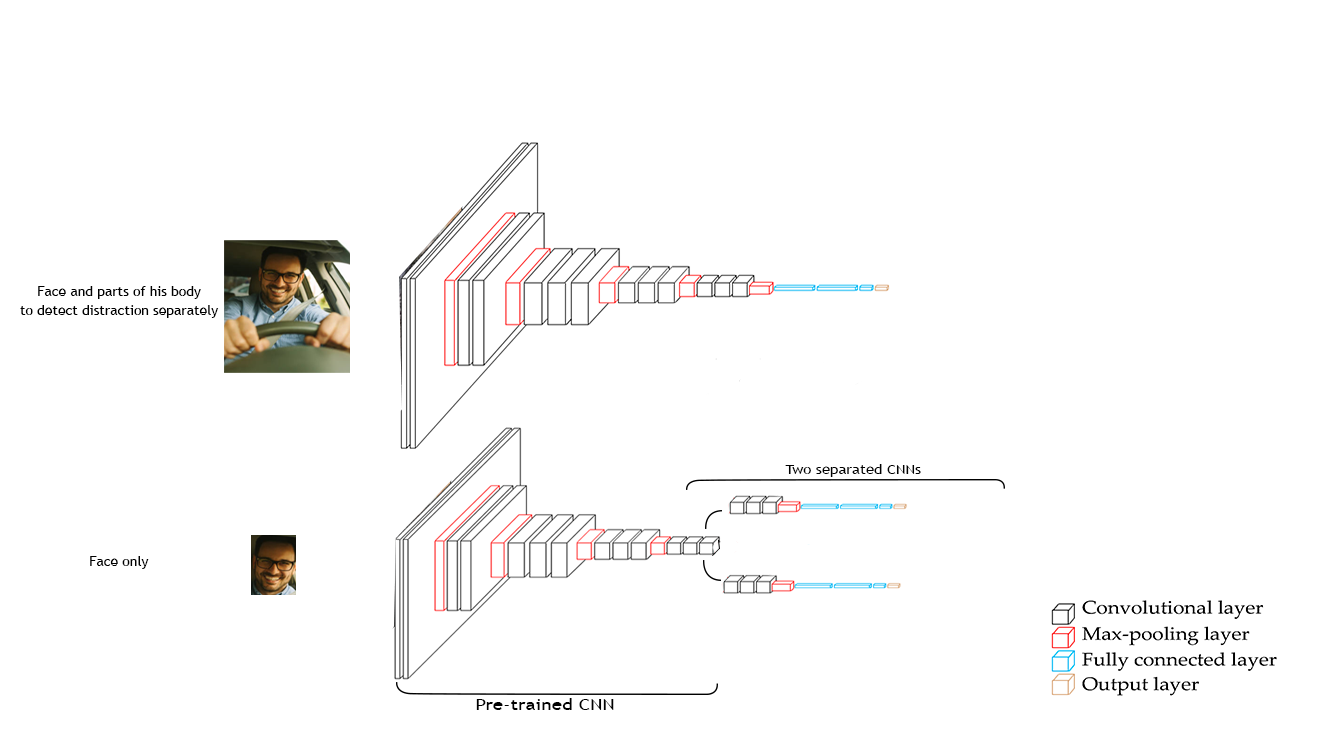 Face and parts of his body
to detect distraction separately
Two separated CNNs
Face only
Pre-trained CNN
Convolutional layer
Max-pooling layer
Fully connected layer
Output layer